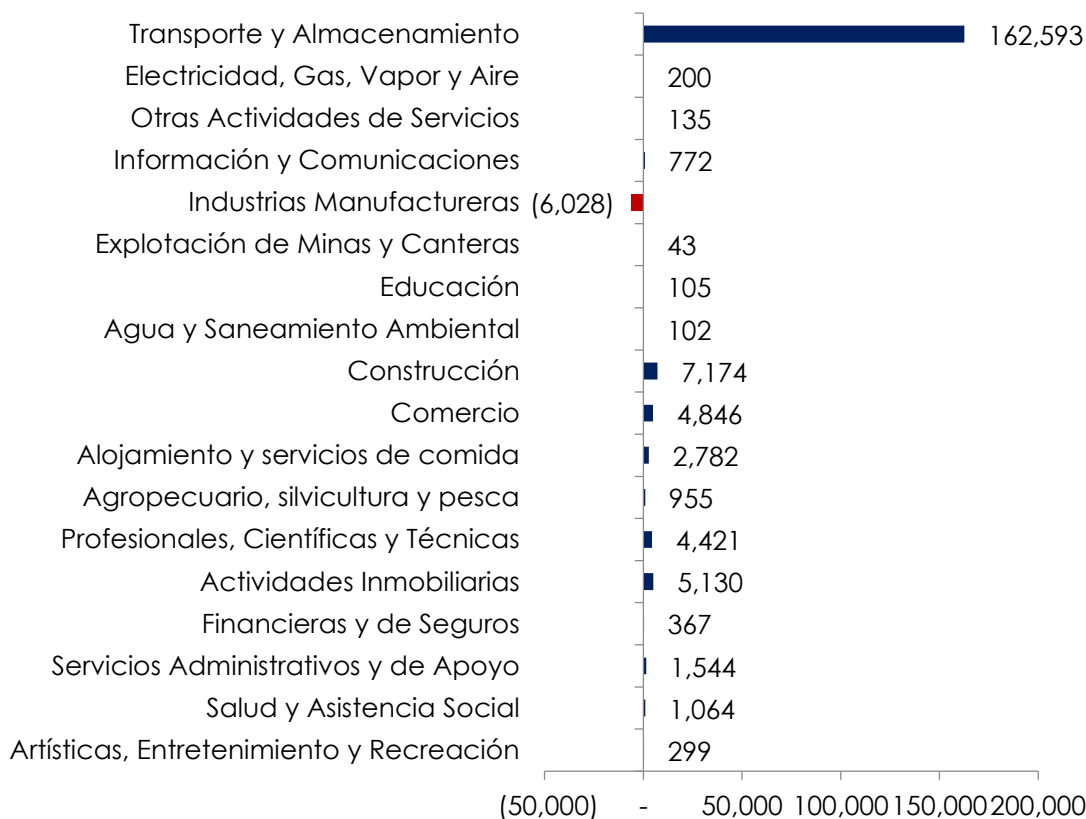 Transporte y Almacenamiento 162,593
Electricidad, Gas, Vapor y Aire 200
Otras Actividades de Servicios 135
Información y Comunicaciones 772
Industrias Manufactureras (6,028)
Explotación de Minas y Canteras 43
Educación 105
Agua y Saneamiento Ambiental 102
Construcción 7,174
Comercio 4,846
Alojamiento y servicios de comida 2,782
Agropecuario, silvicultura y pesca 955
Profesionales, Científicas y Técnicas 4,421
Actividades Inmobiliarias 5,130
Financieras y de Seguros 367
Servicios Administrativos y de Apoyo 1,544
Salud y Asistencia Social 1,064
Artísticas, Entretenimiento y Recreación 299
(50,000) - 50,000 100,000 150,000 200,000